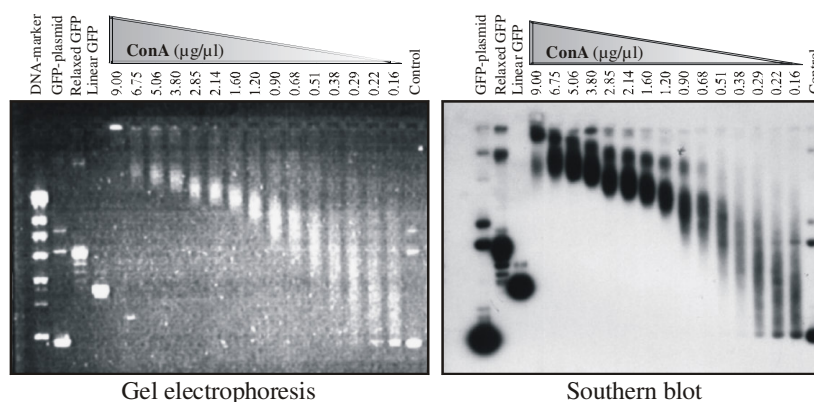 DNA-marker
GFP-plasmid
Relaxed GFP
Linear GFP
ConA (µg/µl)
9.00
6.75
5.06
3.80
2.85
2.14
1.60
1.20
0.90
0.68
0.51
0.38
0.29
0.22
0.16
Control
GFP-plasmid
Relaxed GFP
Linear GFP
ConA (µg/µl)
9.00
6.75
5.06
3.80
2.85
2.14
1.60
1.20
0.90
0.68
0.51
0.38
0.29
0.22
0.16
Control
Gel electrophoresis
Southern blot